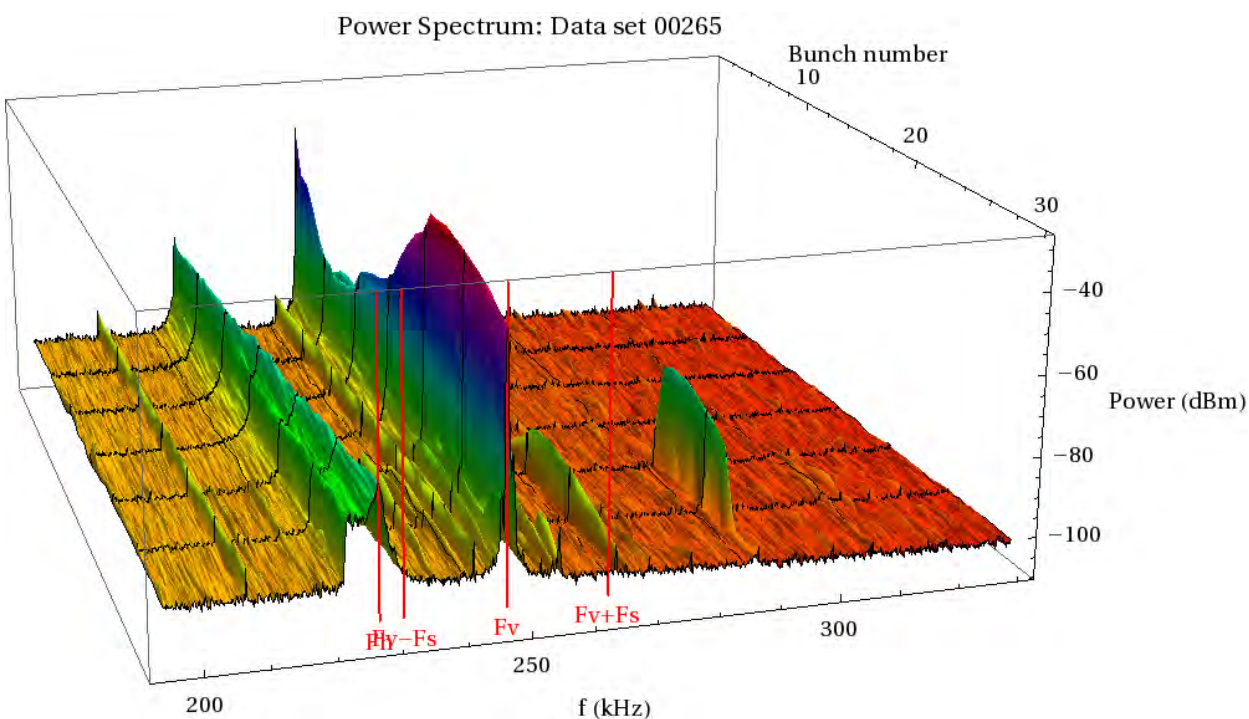 Power Spectrum: Data set 00265
Bunch number
10
20
30
−40
−60
Power (dBm)
−80
−100
Fh
Fv−Fs
Fv
Fv+Fs
200
250
300
f (kHz)